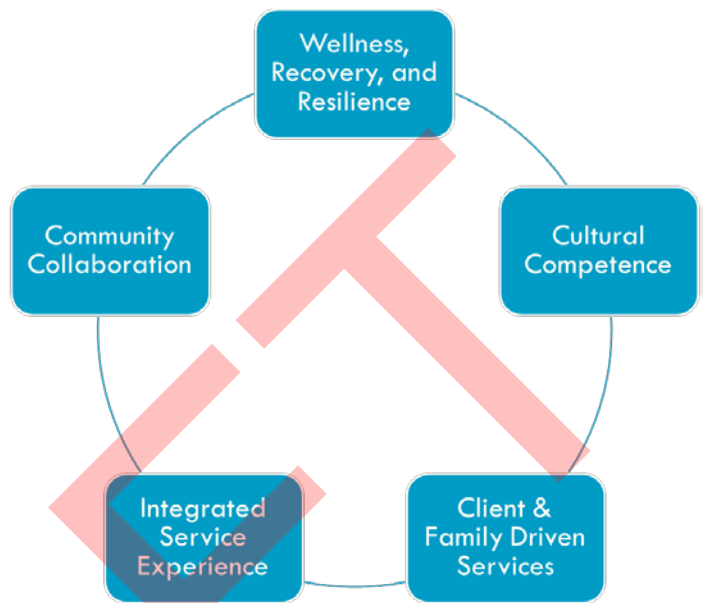 Wellness,
Recovery, and
Resilience
Community
Collaboration
Cultural
Competence
Integrated
Service
Experience
Client &
Family Driven
Services